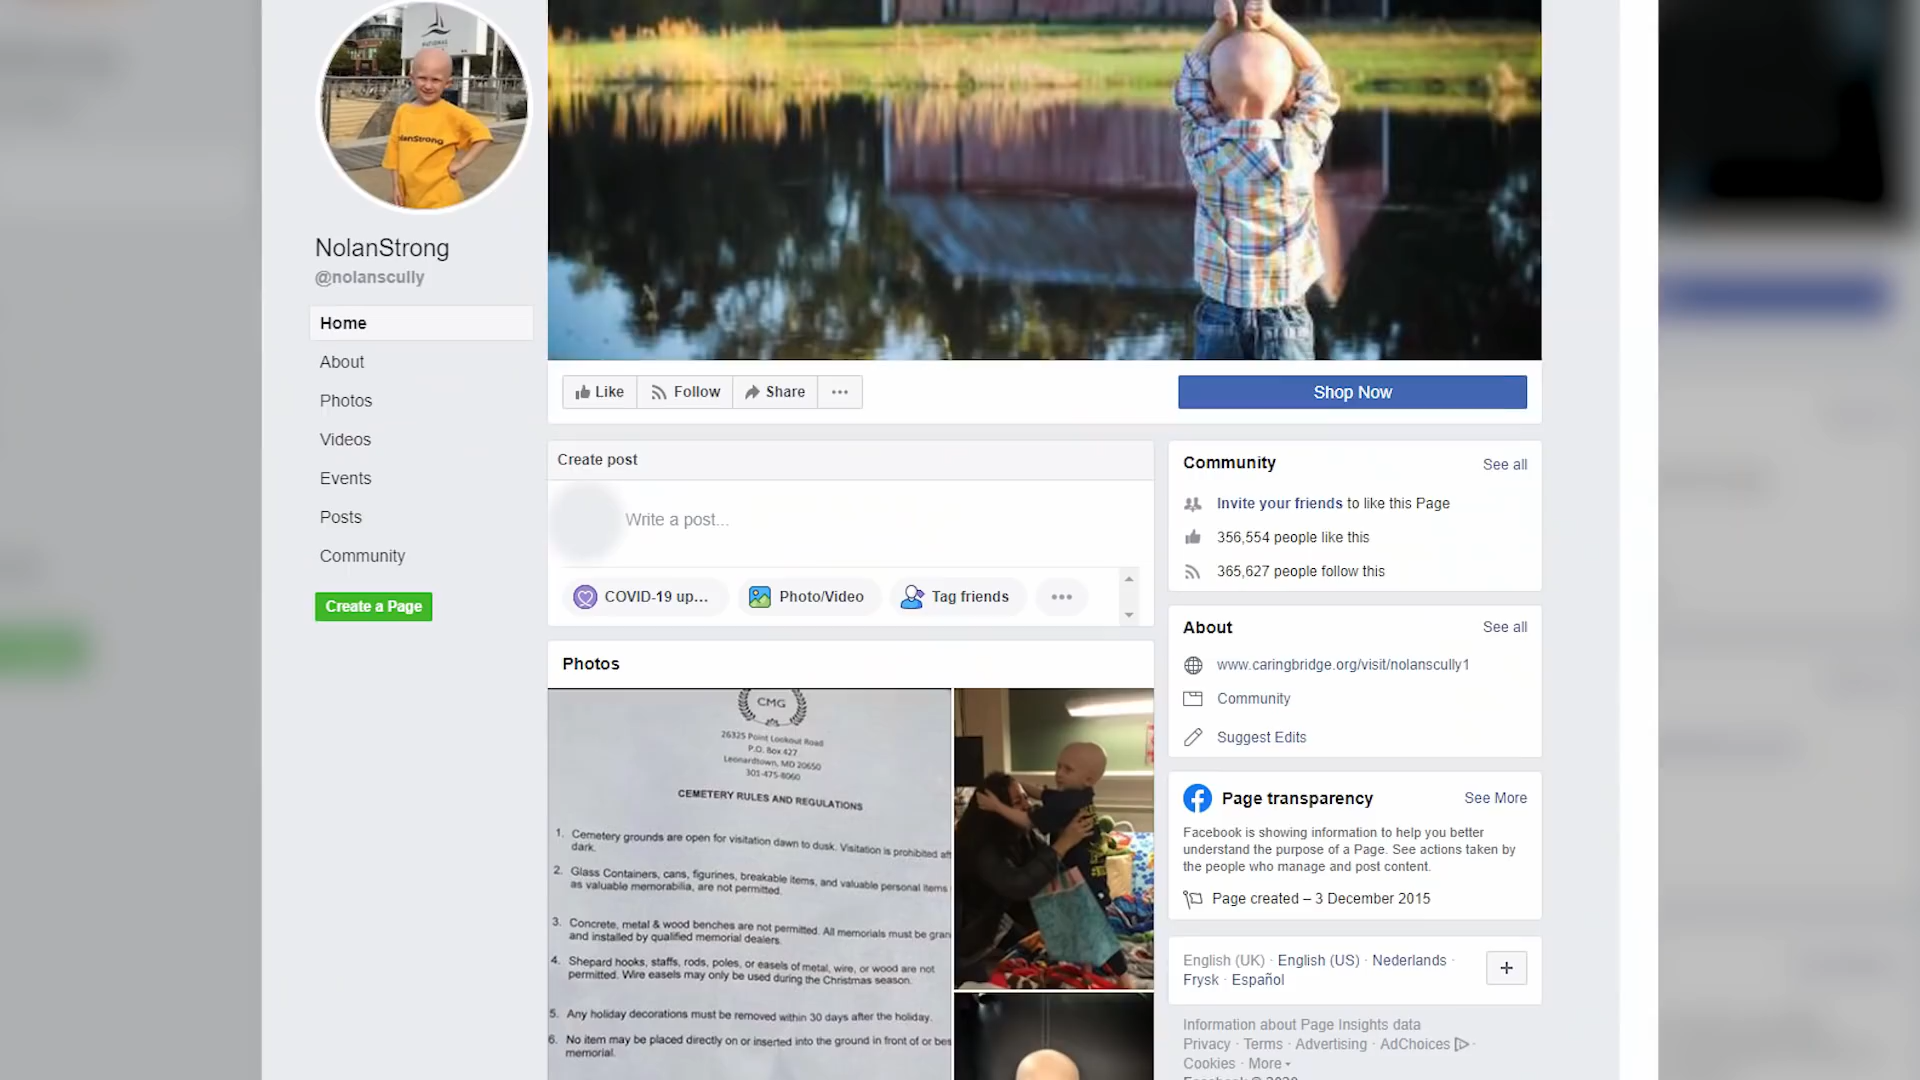 NATIONAL
NolanStrong
NolanStrong
@nolanscully
Home
About
Photos
Videos
Events
Posts
Community
Create a Page
Like
Follow
Share
Shop Now
Create post
Write a post...
COVID-19 up...
Photo/Video
Tag friends
Photos
CMG
26325 Point Lookout Road
P.O. Box 427
Leonardtown, MD 20650
301-475-8060
CEMETERY RULES AND REGULATIONS
1. Cemetery grounds are open for visitation dawn to dusk. Visitation is prohibited aft
dark.
2. Glass Containers, cans, figurines, breakable items, and valuable personal items
as valuable memorabilia, are not permitted.
3. Concrete, metal & wood benches are not permitted. All memorials must be gran
and installed by qualified memorial dealers.
4. Shepard hooks, staffs, rods, poles, or easels of metal, wire, or wood are not
permitted. Wire easels may only be used during the Christmas season.
5. Any holiday decorations must be removed within 30 days after the holiday.
6. No item may be placed directly on or inserted into the ground in front of or bes
memorial.
Community
See all
Invite your friends to like this Page
356,554 people like this
365,627 people follow this
About
See all
www.caringbridge.org/visit/nolanscully1
Community
Suggest Edits
Page transparency
See More
Facebook is showing information to help you better
understand the purpose of a Page. See actions taken by
the people who manage and post content.
Page created – 3 December 2015
English (UK) · English (US) · Nederlands ·
Frysk · Español
Information about Page Insights data
Privacy · Terms · Advertising · AdChoices ·
Cookies · More
Facebook © 2020